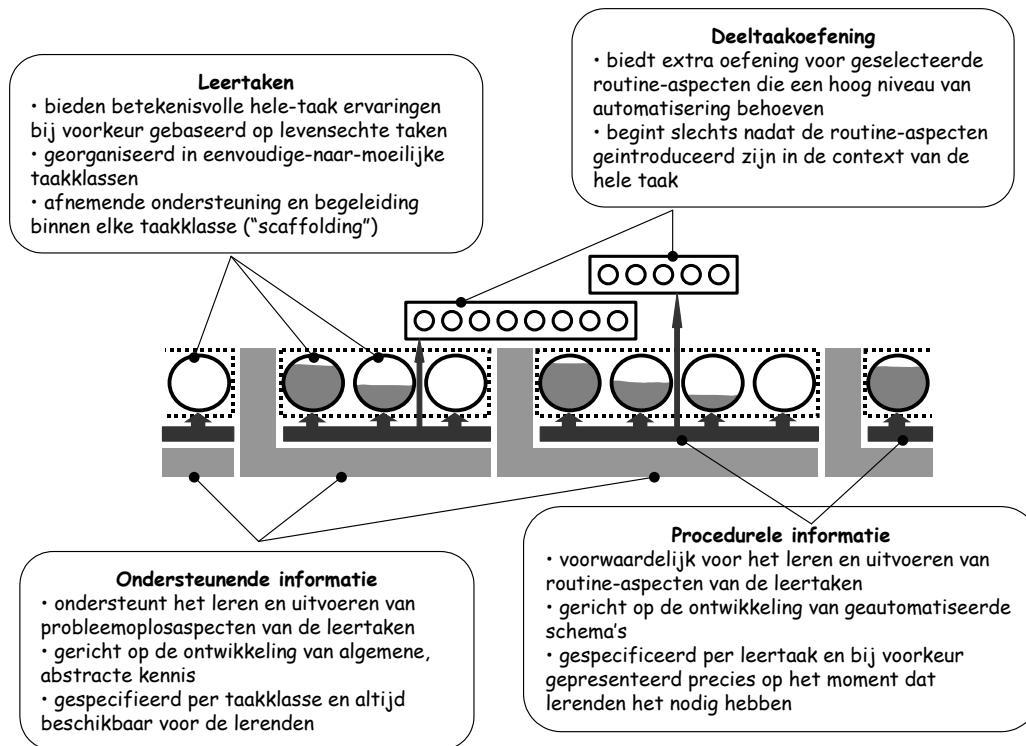 Leertaken
• bieden betekenisvolle hele-taak ervaringen
bij voorkeur gebaseerd op levensechte taken
• georganiseerd in eenvoudige-naar-moeilijke
taakklassen
• afnemende ondersteuning en begeleiding
binnen elke taakklasse (“scaffolding”)
Deeltaakoefening
• biedt extra oefening voor geselecteerde
routine-aspecten die een hoog niveau van
automatisering behoeven
• begint slechts nadat de routine-aspecten
geintroduceerd zijn in de context van de
hele taak
Ondersteunende informatie
• ondersteunt het leren en uitvoeren van
probleemoplosaspecten van de leertaken
• gericht op de ontwikkeling van algemene,
abstracte kennis
• gespecifieerd per taakklasse en altijd
beschikbaar voor de lerenden
Procedurele informatie
• voorwaardelijk voor het leren en uitvoeren van
routine-aspecten van de leertaken
• gericht op de ontwikkeling van geautomatiseerde
schema’s
• gespecificeerd per leertaak en bij voorkeur
gepresenteerd precies op het moment dat
lerenden het nodig hebben